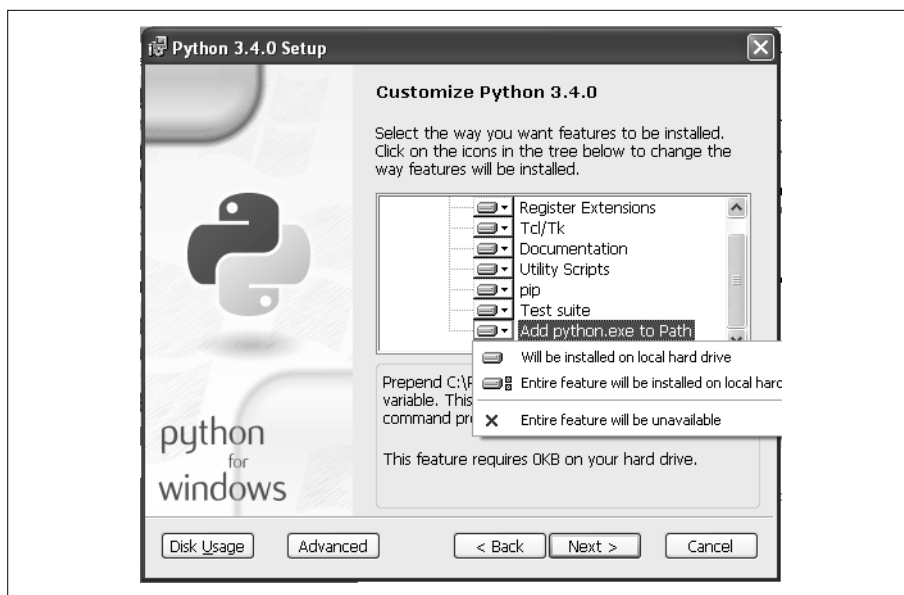 Python 3.4.0 Setup
Customize Python 3.4.0
Select the way you want features to be installed.
Click on the icons in the tree below to change the
way features will be installed.
Register Extensions
Tcl/Tk
Documentation
Utility Scripts
pip
Test suite
Add python.exe to Path
Will be installed on local hard drive
Entire feature will be installed on local hard
Entire feature will be unavailable
Prepend C:\
variable. This
command
This feature requires 0KB on your hard drive.
python
for
windows
Disk Usage
Advanced
< Back
Next >
Cancel